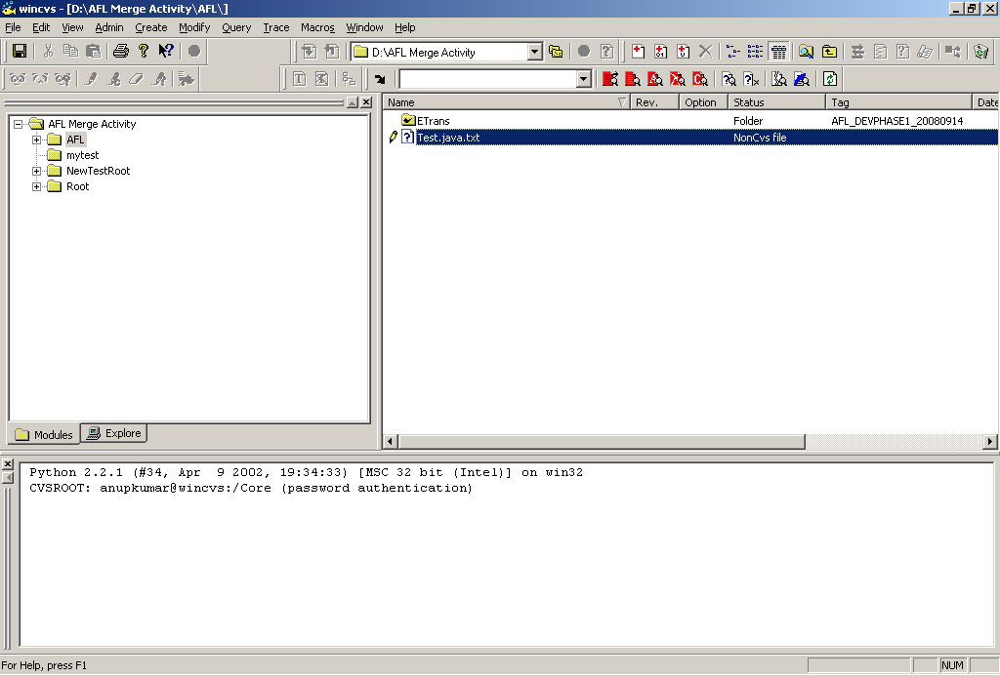 wincvs - [D:\AFL Merge Activity\AFL\]
File Edit View Admin Create Modify Query Trace Macros Window Help
D:\AFL Merge Activity
Name Rev. Option Status Tag Date
AFL Merge Activity
AFL
mytest
NewTestRoot
Root
ETrans Folder AFL_DEVPHASE1_20080914
Test.java.txt NonCvs file
Modules Explore
Python 2.2.1 (#34, Apr  9 2002, 19:34:33) [MSC 32 bit (Intel)] on win32
CVSROOT: anupkumar@wincvs:/Core (password authentication)
For Help, press F1
NUM